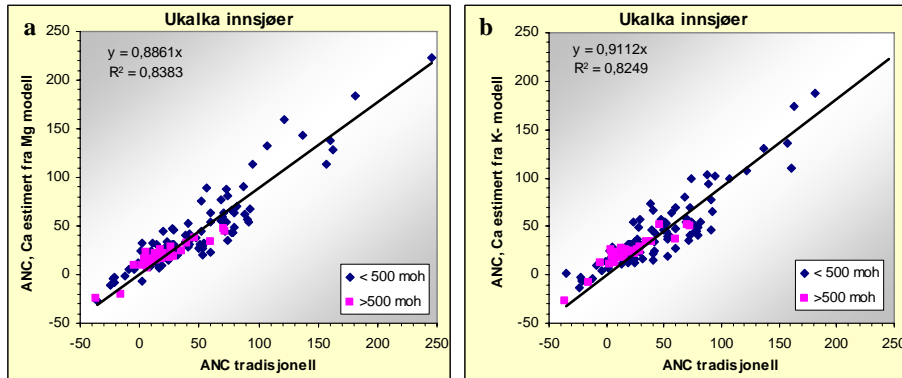 Ukalka innsjøer
a
y = 0,8861x
R² = 0,8383
ANC, Ca estimert fra Mg modell
250
200
150
100
50
0
-50
-50 0 50 100 150 200 250
ANC tradisjonell
< 500 moh
>500 moh
Ukalka innsjøer
b
y = 0,9112x
R² = 0,8249
ANC, Ca estimert fra K- modell
250
200
150
100
50
0
-50
-50 0 50 100 150 200 250
ANC tradisjonell
< 500 moh
>500 moh